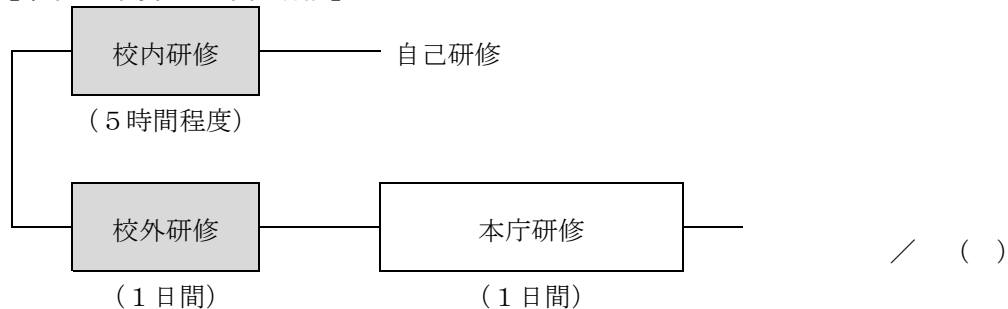 校内研修 自己研修
(5時間程度)
校外研修 本庁研修
/ ( )
(1日間) (1日間)